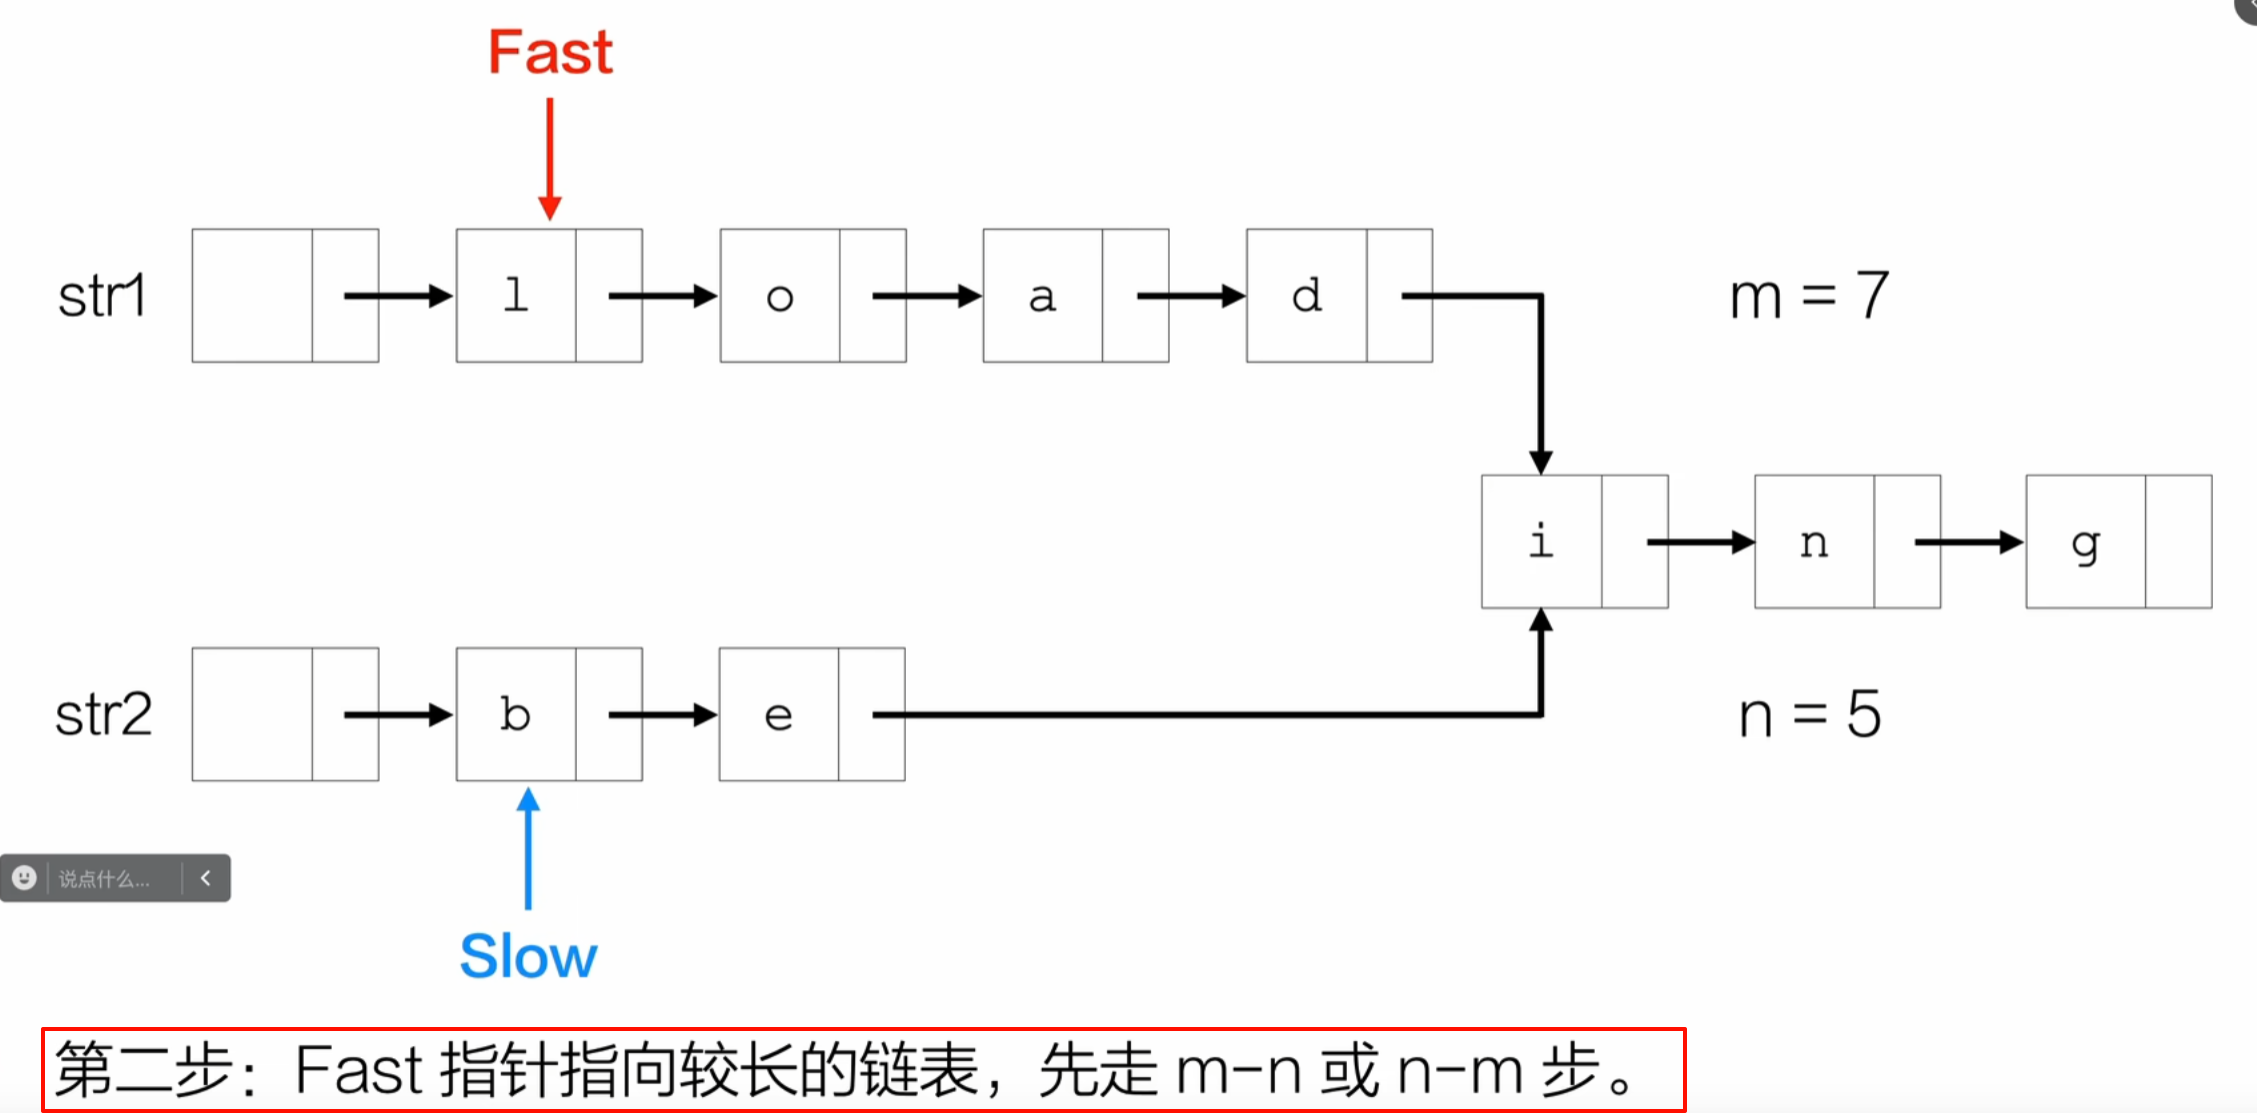 Fast
str1
l
o
a
d
m = 7
i
n
g
str2
b
e
n = 5
说点什么...
Slow
第二步：Fast 指针指向较长的链表，先走 m-n 或 n-m 步。